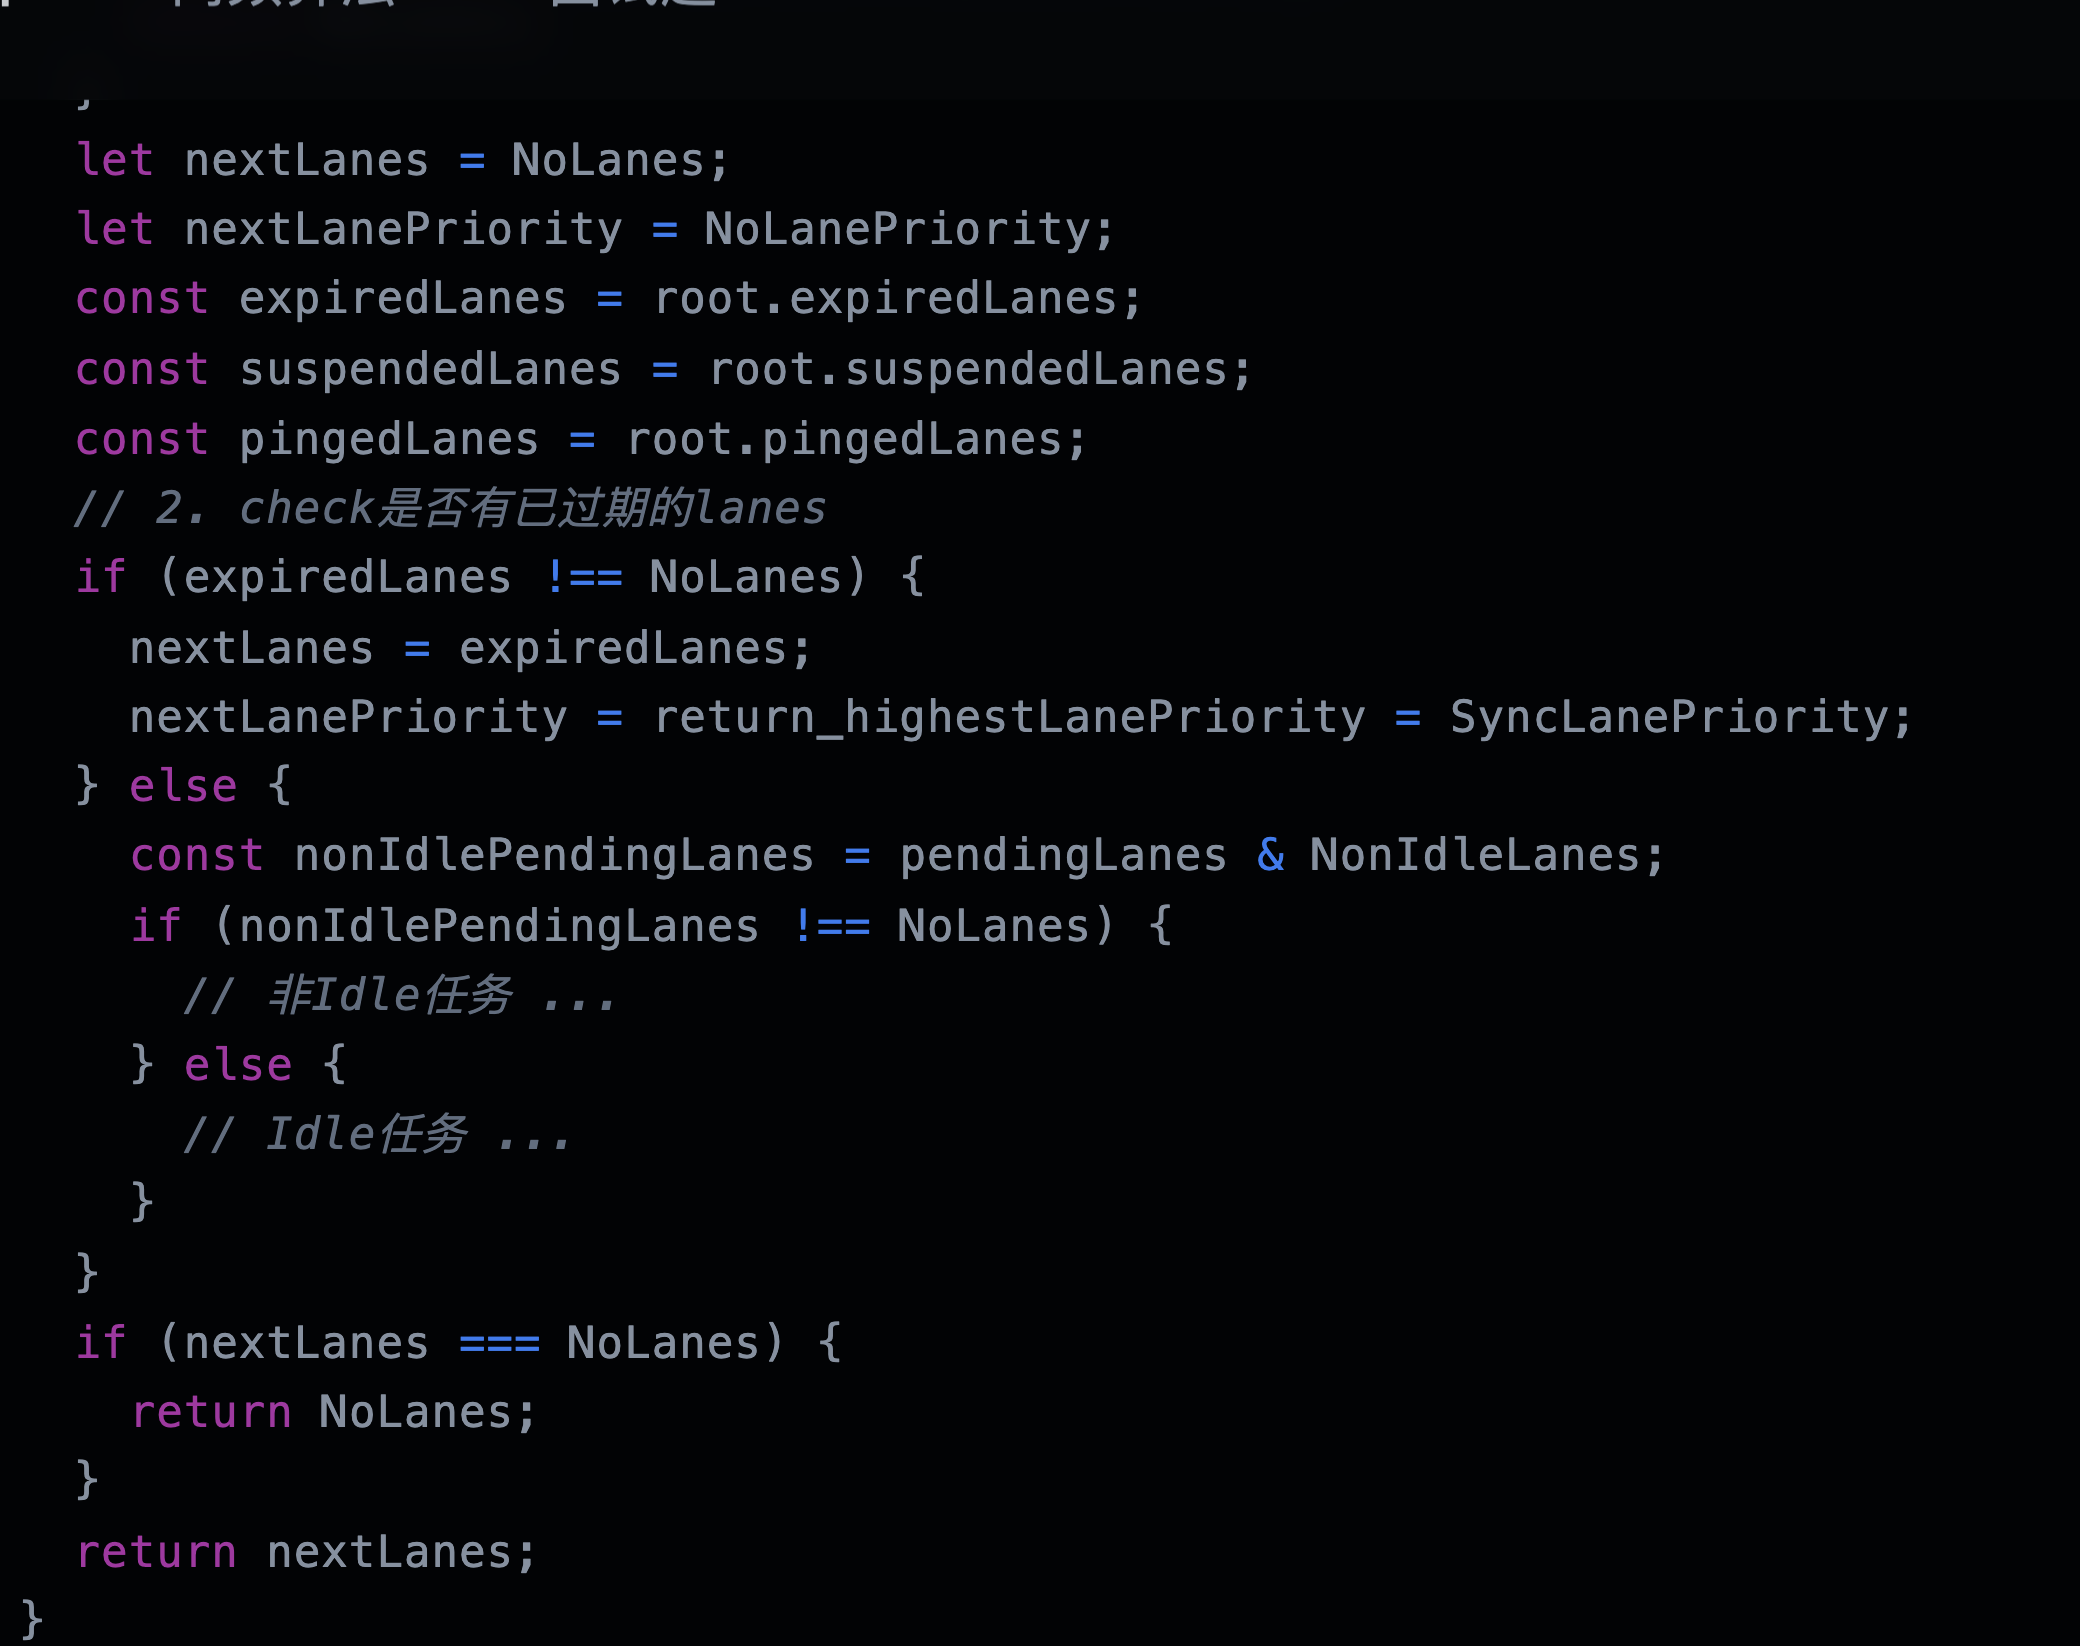 }
let nextLanes = NoLanes;
let nextLanePriority = NoLanePriority;
const expiredLanes = root.expiredLanes;
const suspendedLanes = root.suspendedLanes;
const pingedLanes = root.pingedLanes;
// 2. check是否有已过期的lanes
if (expiredLanes !== NoLanes) {
nextLanes = expiredLanes;
nextLanePriority = return_highestLanePriority = SyncLanePriority;
} else {
const nonIdlePendingLanes = pendingLanes & NonIdleLanes;
if (nonIdlePendingLanes !== NoLanes) {
// 非Idle任务 ...
} else {
// Idle任务 ...
}
}
if (nextLanes === NoLanes) {
return NoLanes;
}
return nextLanes;
}